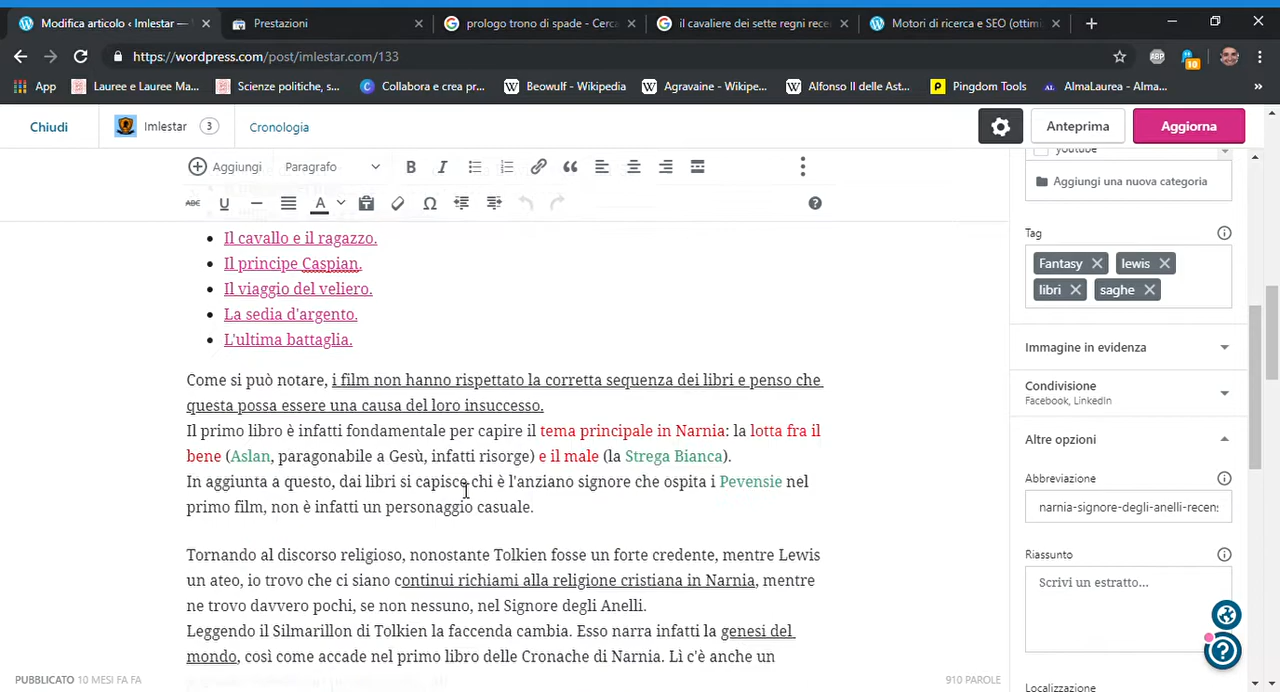 Modifica articolo ‹ Imlestar —
Prestazioni
prologo trono di spade - Cerca
il cavaliere dei sette regni rece
Motori di ricerca e SEO (ottimi
https://wordpress.com/post/imlestar.com/133
ABP
10
App
Lauree e Lauree Ma...
Scienze politiche, s...
Collabora e crea pr...
Beowulf - Wikipedia
Agravaine - Wikipe...
Alfonso II delle Ast...
Pingdom Tools
AlmaLaurea - Alma...
Chiudi
Imlestar
3
Cronologia
Anteprima
Aggiorna
Aggiungi
Paragrafo
B
I
ABC
U
A
Ω
Il cavallo e il ragazzo.
Il principe Caspian.
Il viaggio del veliero.
La sedia d'argento.
L'ultima battaglia.
Come si può notare, i film non hanno rispettato la corretta sequenza dei libri e penso che
questa possa essere una causa del loro insuccesso.
Il primo libro è infatti fondamentale per capire il tema principale in Narnia: la lotta fra il
bene (Aslan, paragonabile a Gesù, infatti risorge) e il male (la Strega Bianca).
In aggiunta a questo, dai libri si capisce chi è l'anziano signore che ospita i Pevensie nel
primo film, non è infatti un personaggio casuale.
Tornando al discorso religioso, nonostante Tolkien fosse un forte credente, mentre Lewis
un ateo, io trovo che ci siano continui richiami alla religione cristiana in Narnia, mentre
ne trovo davvero pochi, se non nessuno, nel Signore degli Anelli.
Leggendo il Silmarillon di Tolkien la faccenda cambia. Esso narra infatti la genesi del
mondo, così come accade nel primo libro delle Cronache di Narnia. Lì c'è anche un
PUBBLICATO 10 MESI FA FA
910 PAROLE
youtube
Aggiungi una nuova categoria
Tag
Fantasy
lewis
libri
saghe
Immagine in evidenza
Condivisione
Facebook, LinkedIn
Altre opzioni
Abbreviazione
narnia-signore-degli-anelli-recens
Riassunto
Scrivi un estratto...
Localizzazione